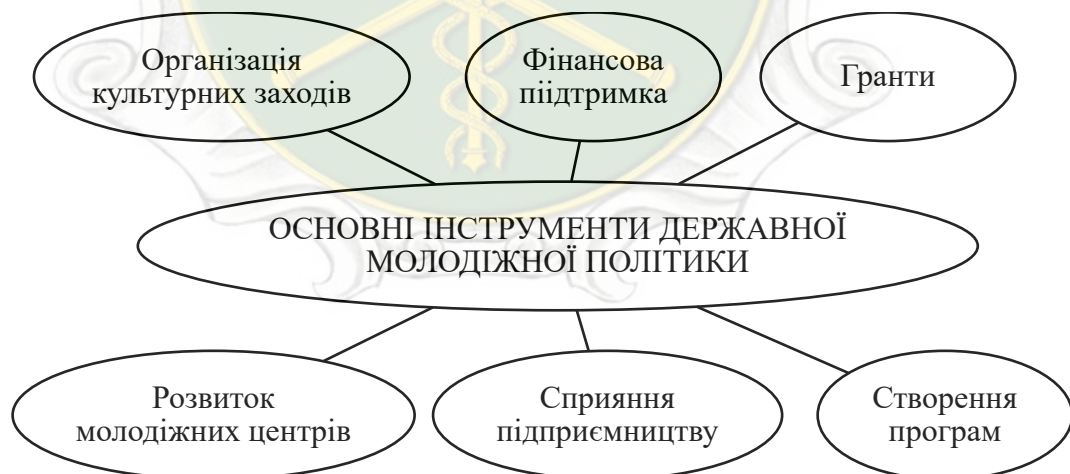 Організація
культурних заходів
Фінансова
піідтримка
Гранти
ОСНОВНІ ІНСТРУМЕНТИ ДЕРЖАВНОЇ
МОЛОДІЖНОЇ ПОЛІТИКИ
Розвиток
молодіжних центрів
Сприяння
підприємництву
Створення
програм